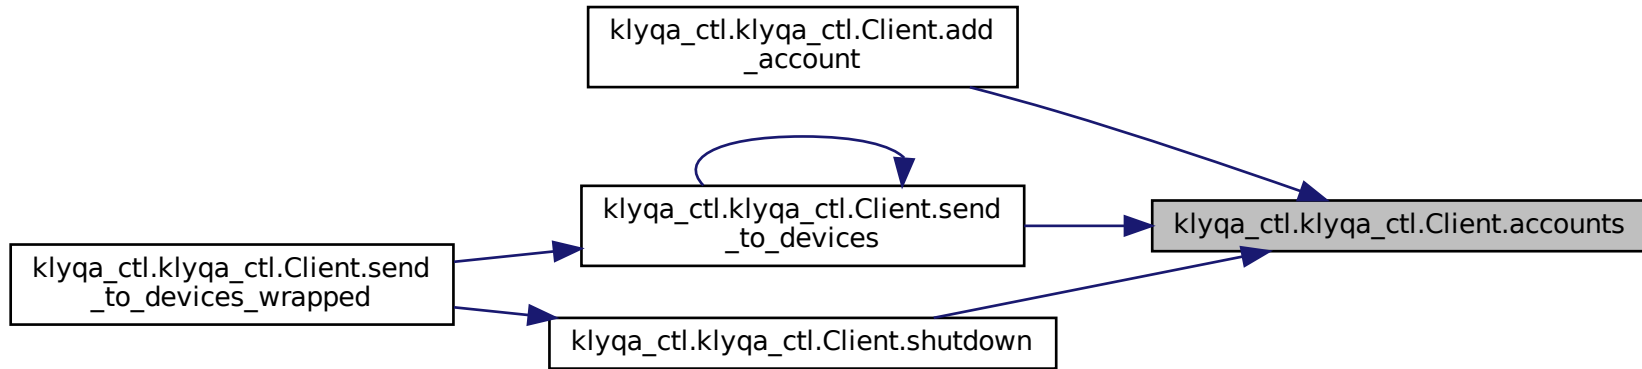 klyqa_ctl.klyqa_ctl.Client.add
_account
klyqa_ctl.klyqa_ctl.Client.send
_to_devices
klyqa_ctl.klyqa_ctl.Client.accounts
klyqa_ctl.klyqa_ctl.Client.send
_to_devices_wrapped
klyqa_ctl.klyqa_ctl.Client.shutdown